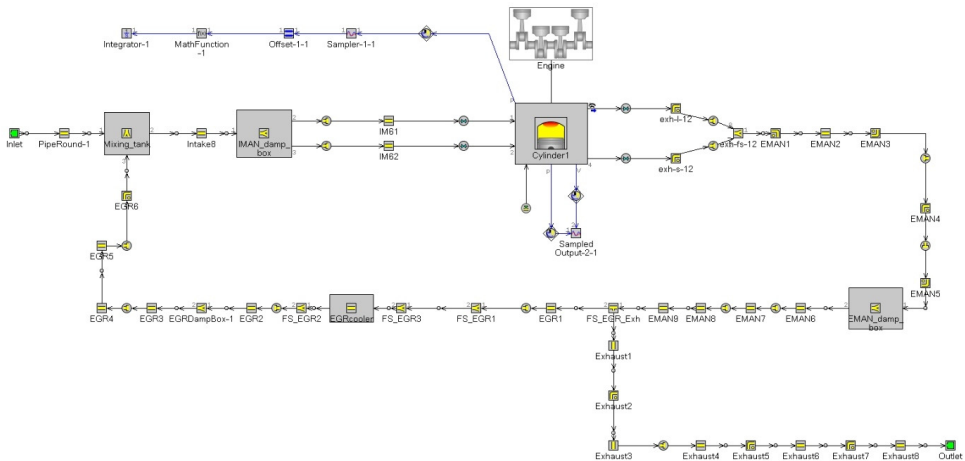 Integrator-1
MathFunction
-1
Offset-1-1
Sampler-1-1
Engine
Inlet
PipeRound-1
Mixing_tank
Intake8
IMAN_damp_
box
IM61
IM62
Cylinder1
exh-l-12
exh-s-12
exh-fs-12
EMAN1
EMAN2
EMAN3
EMAN4
EMAN5
Sampled
Output-2-1
EGR6
EGR5
EGR4
EGR3
EGRDampBox-1
EGR2
FS_EGR2
EGRcooler
FS_EGR3
FS_EGR1
EGR1
FS_EGR_Exh
EMAN9
EMAN8
EMAN7
EMAN6
EMAN_damp_
box
Exhaust1
Exhaust2
Exhaust3
Exhaust4
Exhaust5
Exhaust6
Exhaust7
Exhaust8
Outlet